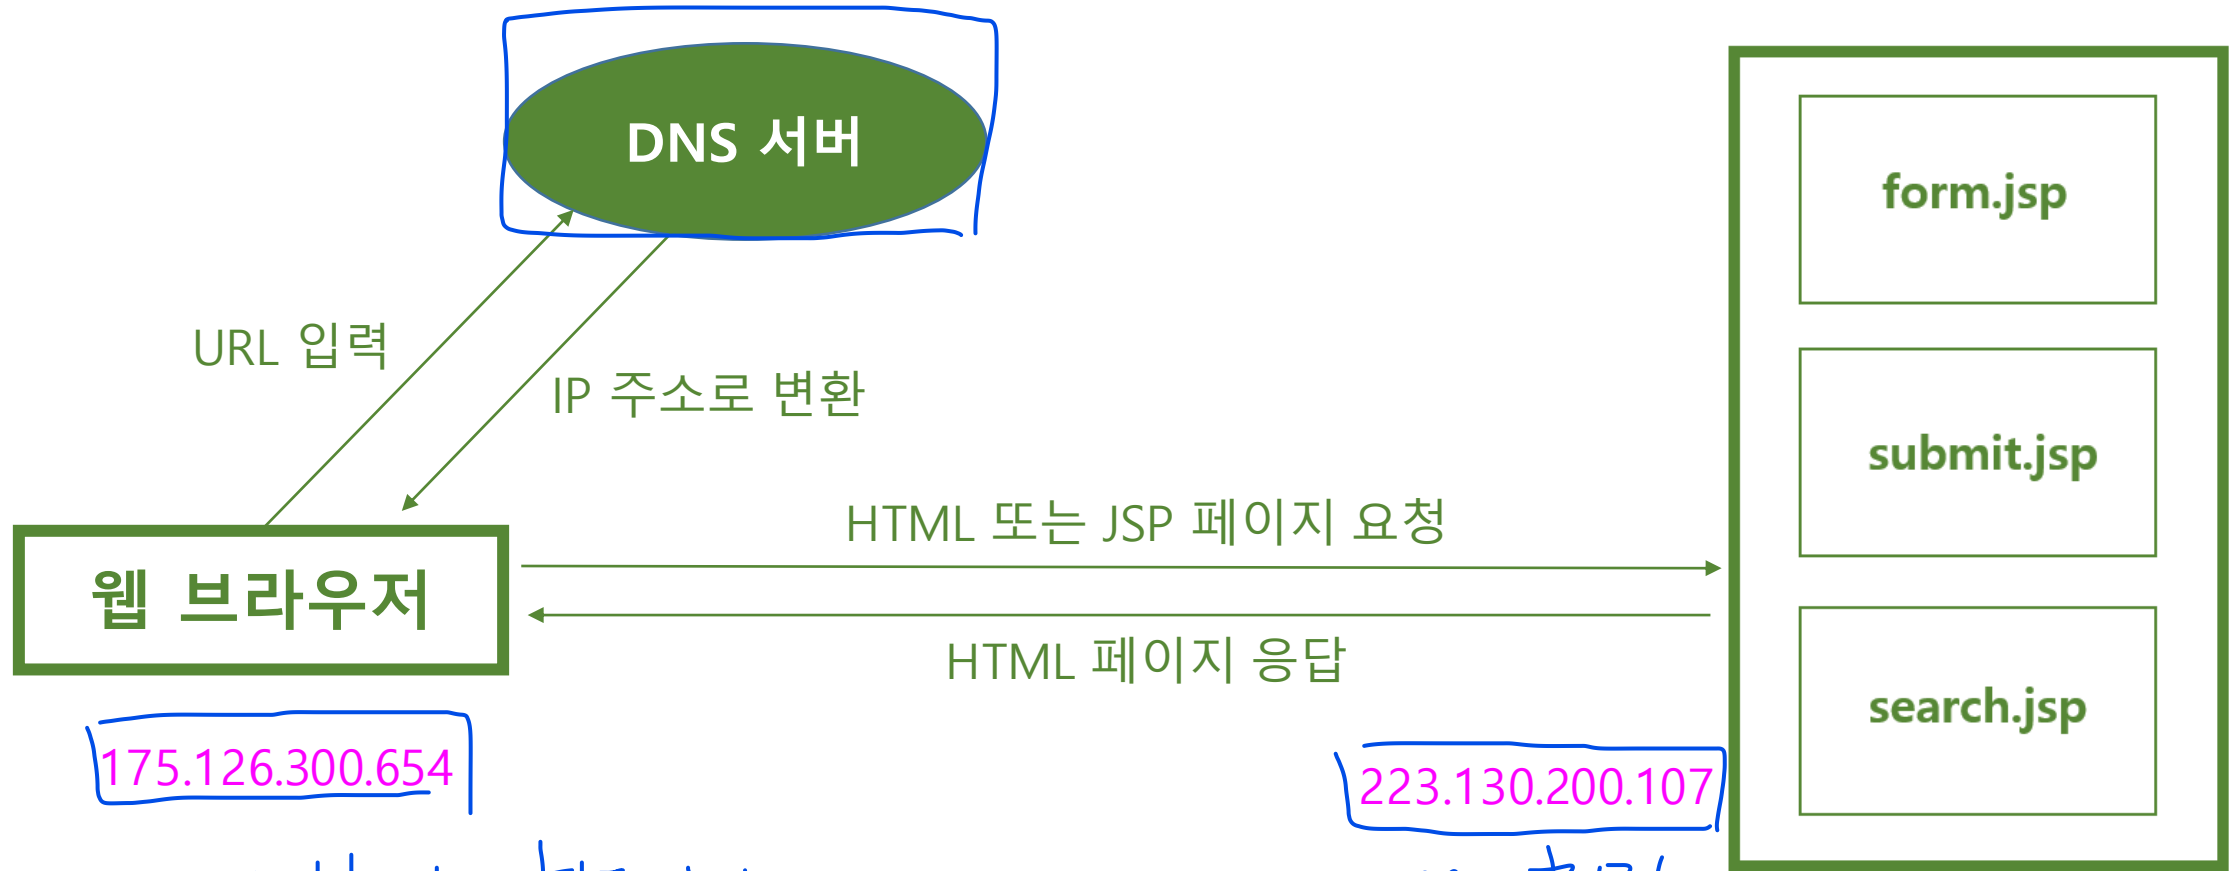 DNS 서버
form.jsp
URL 입력
IP 주소로 변환
submit.jsp
HTML 또는 JSP 페이지 요청
웹 브라우저
HTML 페이지 응답
search.jsp
175.126.300.654
223.130.200.107